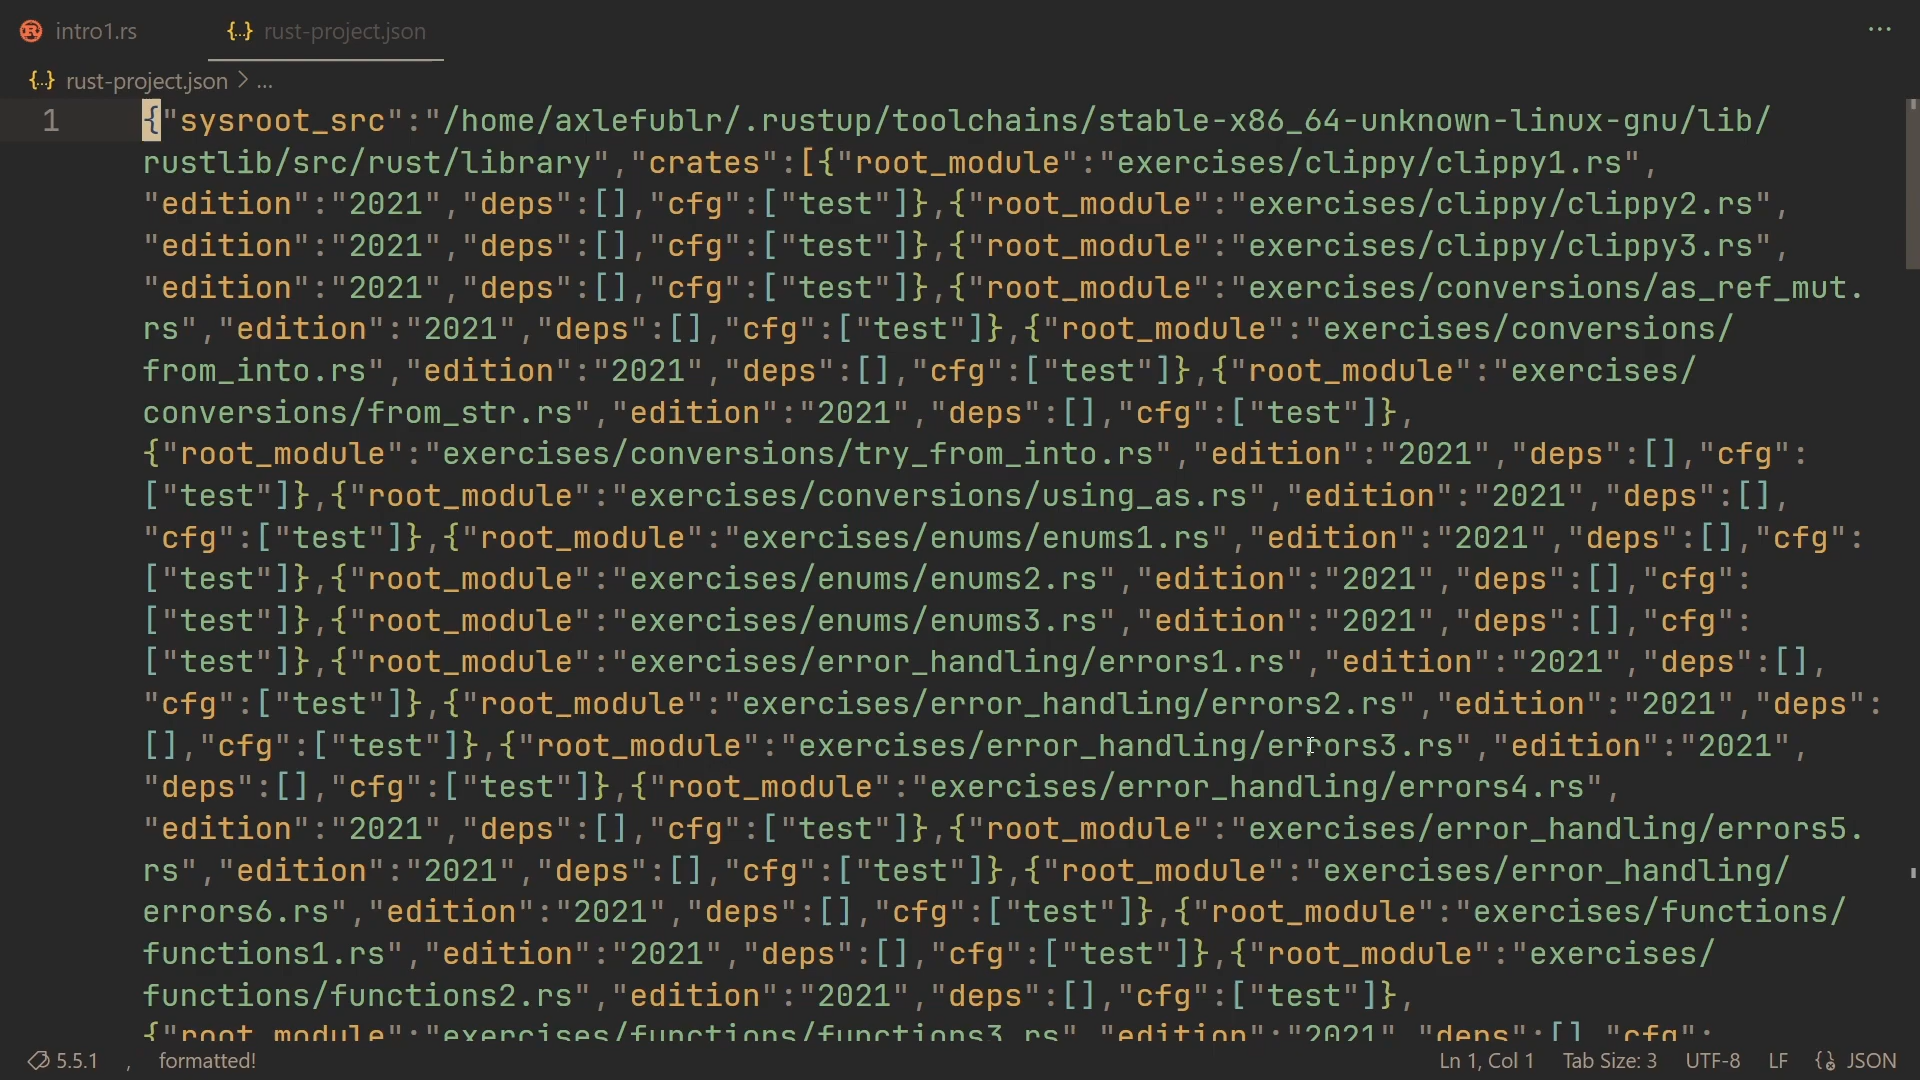 intro1.rs
{..} rust-project.json
...
{..} rust-project.json > ...
1 {"sysroot_src":"/home/axlefublr/.rustup/toolchains/stable-x86_64-unknown-linux-gnu/lib/
rustlib/src/rust/library","crates":[{"root_module":"exercises/clippy/clippy1.rs",
"edition":"2021","deps":[],"cfg":["test"]},{"root_module":"exercises/clippy/clippy2.rs",
"edition":"2021","deps":[],"cfg":["test"]},{"root_module":"exercises/clippy/clippy3.rs",
"edition":"2021","deps":[],"cfg":["test"]},{"root_module":"exercises/conversions/as_ref_mut.
rs","edition":"2021","deps":[],"cfg":["test"]},{"root_module":"exercises/conversions/
from_into.rs","edition":"2021","deps":[],"cfg":["test"]},{"root_module":"exercises/
conversions/from_str.rs","edition":"2021","deps":[],"cfg":["test"]},
{"root_module":"exercises/conversions/try_from_into.rs","edition":"2021","deps":[],"cfg":
["test"]},{"root_module":"exercises/conversions/using_as.rs","edition":"2021","deps":[],
"cfg":["test"]},{"root_module":"exercises/enums/enums1.rs","edition":"2021","deps":[],"cfg":
["test"]},{"root_module":"exercises/enums/enums2.rs","edition":"2021","deps":[],"cfg":
["test"]},{"root_module":"exercises/enums/enums3.rs","edition":"2021","deps":[],"cfg":
["test"]},{"root_module":"exercises/error_handling/errors1.rs","edition":"2021","deps":[],
"cfg":["test"]},{"root_module":"exercises/error_handling/errors2.rs","edition":"2021","deps":
[],"cfg":["test"]},{"root_module":"exercises/error_handling/errors3.rs","edition":"2021",
"deps":[],"cfg":["test"]},{"root_module":"exercises/error_handling/errors4.rs",
"edition":"2021","deps":[],"cfg":["test"]},{"root_module":"exercises/error_handling/errors5.
rs","edition":"2021","deps":[],"cfg":["test"]},{"root_module":"exercises/error_handling/
errors6.rs","edition":"2021","deps":[],"cfg":["test"]},{"root_module":"exercises/functions/
functions1.rs","edition":"2021","deps":[],"cfg":["test"]},{"root_module":"exercises/
functions/functions2.rs","edition":"2021","deps":[],"cfg":["test"]},
{"root_module":"exercises/functions/functions3.rs","edition":"2021","deps":[],"cfg":
5.5.1 , formatted! Ln 1, Col 1 Tab Size: 3 UTF-8 LF JSON